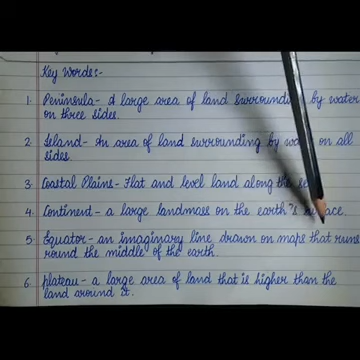 Key Words:-
1. Peninsula - A large area of land surrounding by water
on three sides.
2. Island - An area of land surrounding by on all
sides.
3. Coastal Plains - Flat and level land along the
4. Continent - a large landmass on the earth's
5. Equator - an imaginary line drawn on maps that runs
round the middle of the earth.
6. plateau - a large area of land that is higher than the
land around it.